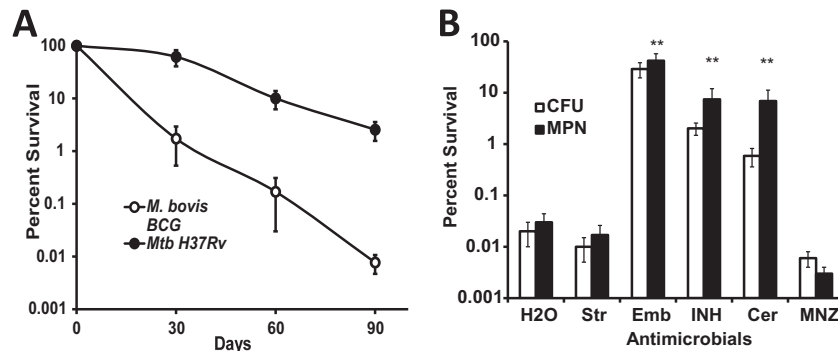 A
Percent Survival
100
10
1
0.1
0.01
0.001
M. bovis
BCG
Mtb H37Rv
0
30
60
90
Days
B
Percent Survival
100
10
1
0.1
0.01
0.001
CFU
MPN
**
**
**
H2O Str Emb INH Cer MNZ
Antimicrobials